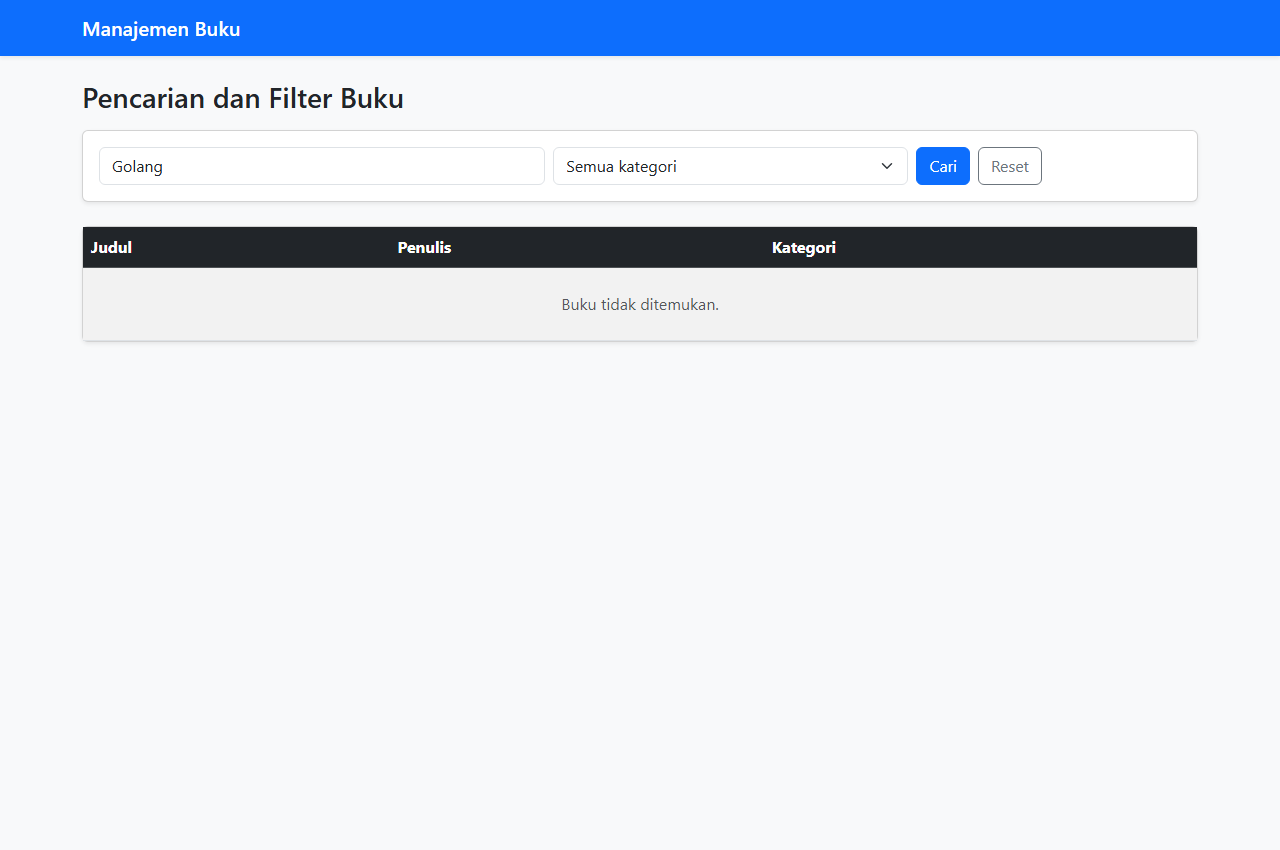 Manajemen Buku
Pencarian dan Filter Buku
Golang Semua kategori Cari Reset
Judul Penulis Kategori
Buku tidak ditemukan.